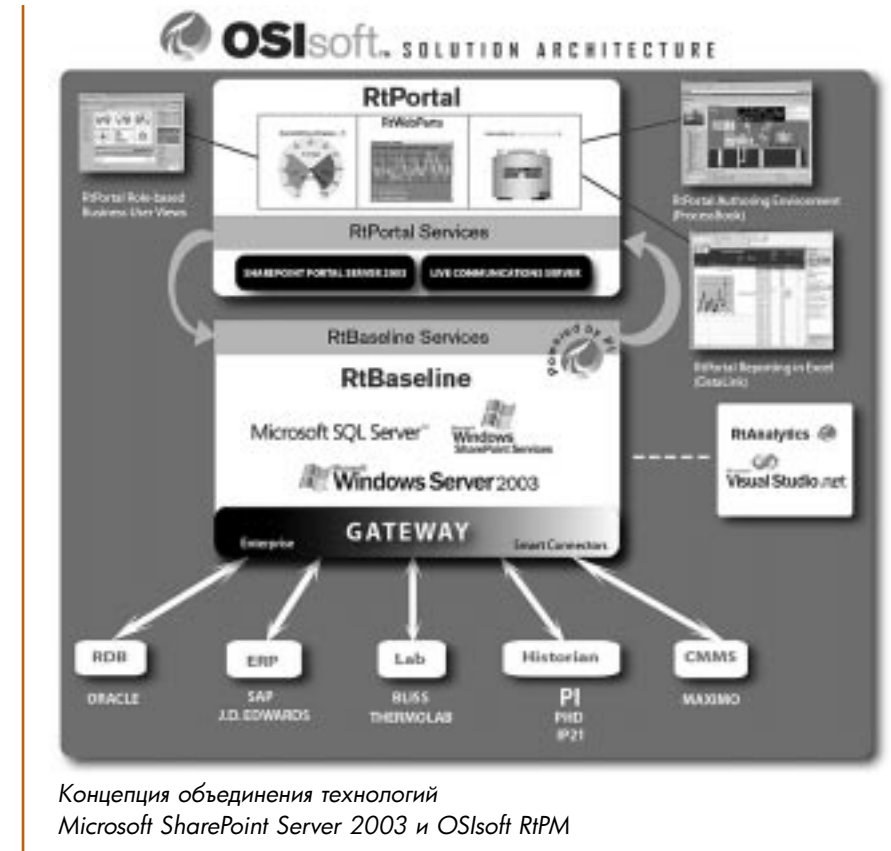 OSIsoft™ SOLUTION ARCHITECTURE
RtPortal
RtWebParts
RtPortal Role-based
Business User Views
RtPortal Authoring Environment
(ProcessBook)
RtPortal Services
SHAREPOINT PORTAL SERVER 2003
LIVE COMMUNICATIONS SERVER
RtPortal Reporting in Excel
(DataLink)
RtBaseline Services
powered by PI
RtBaseline
Microsoft SQL Server™
Windows
SharePoint Services
Windows Server 2003
RtAnalytics
Visual Studio .net
GATEWAY
Enterprise
Smart Connectors
RDB
ERP
Lab
Historian
CMMS
ORACLE
SAP
J.D. EDWARDS
BLISS
THERMOLAB
PI
PHD
IP21
MAXIMO
Концепция объединения технологий
Microsoft SharePoint Server 2003 и OSIsoft RtPM